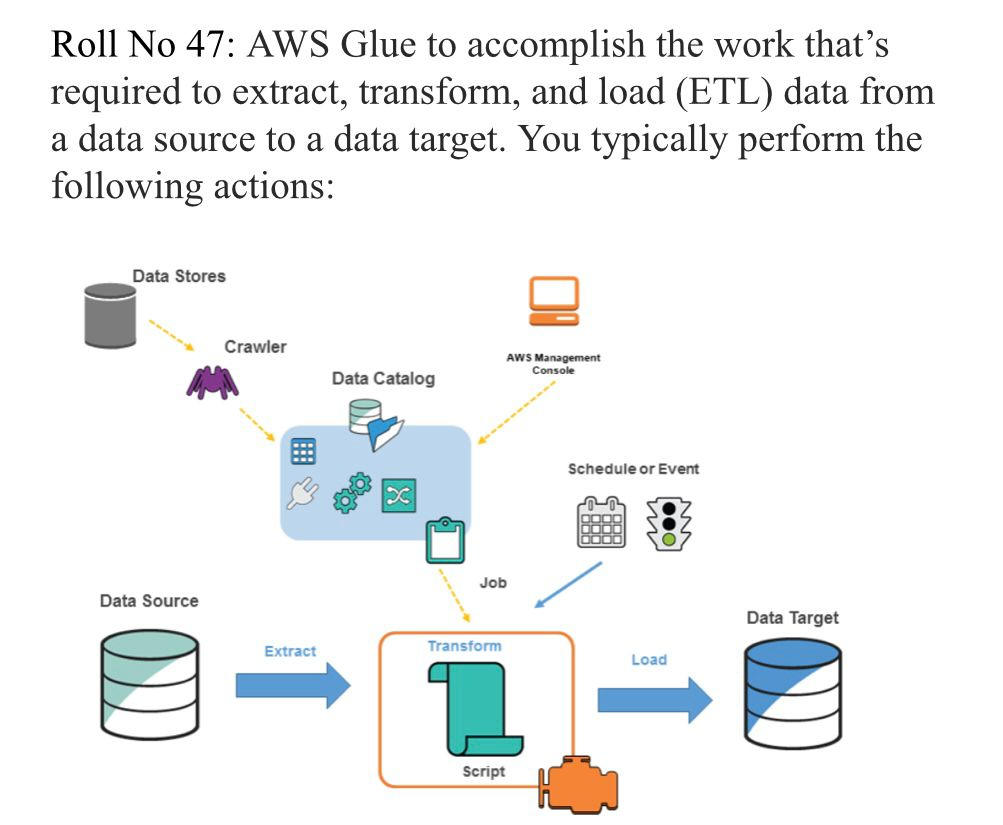 Roll No 47: AWS Glue to accomplish the work that’s
required to extract, transform, and load (ETL) data from
a data source to a data target. You typically perform the
following actions:
Data Stores
Crawler
AWS Management
Console
Data Catalog
Schedule or Event
Job
Data Source
Data Target
Extract
Transform
Load
Script